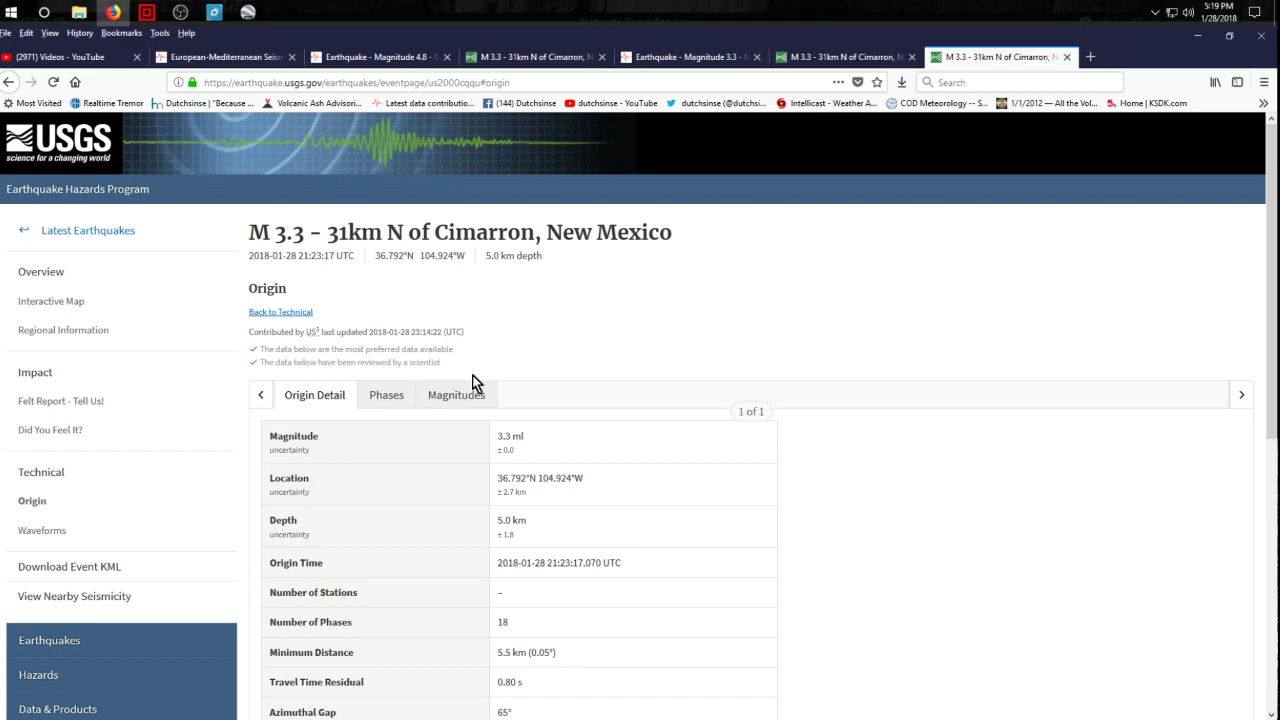 5:19 PM
1/28/2018
File Edit View History Bookmarks Tools Help
(2971) Videos - YouTube
European-Mediterranean Seism
Earthquake - Magnitude 4.8 - C
M 3.3 - 31km N of Cimarron, N
Earthquake - Magnitude 3.3 - N
M 3.3 - 31km N of Cimarron, N
M 3.3 - 31km N of Cimarron, N
https://earthquake.usgs.gov/earthquakes/eventpage/us2000cqqu#origin
Search
Most Visited Realtime Tremor Dutchsinse | "Because ... Volcanic Ash Advisori... Latest data contributio... (144) Dutchsinse dutchsinse - YouTube dutchsinse (@dutchsi... Intellicast - Weather A... COD Meteorology -- S... 1/1/2012 — All the Vol... Home | KSDK.com
USGS
science for a changing world
Earthquake Hazards Program
Latest Earthquakes
Overview
Interactive Map
Regional Information
Impact
Felt Report - Tell Us!
Did You Feel It?
Technical
Origin
Waveforms
Download Event KML
View Nearby Seismicity
Earthquakes
Hazards
Data & Products
M 3.3 - 31km N of Cimarron, New Mexico
2018-01-28 21:23:17 UTC 36.792°N 104.924°W 5.0 km depth
Origin
Back to Technical
Contributed by US1 last updated 2018-01-28 23:14:22 (UTC)
The data below are the most preferred data available
The data below have been reviewed by a scientist
Origin Detail Phases Magnitudes
1 of 1
Magnitude 3.3 ml
uncertainty ± 0.0
Location 36.792°N 104.924°W
uncertainty ± 2.7 km
Depth 5.0 km
uncertainty ± 1.8
Origin Time 2018-01-28 21:23:17.070 UTC
Number of Stations –
Number of Phases 18
Minimum Distance 5.5 km (0.05°)
Travel Time Residual 0.80 s
Azimuthal Gap 65°